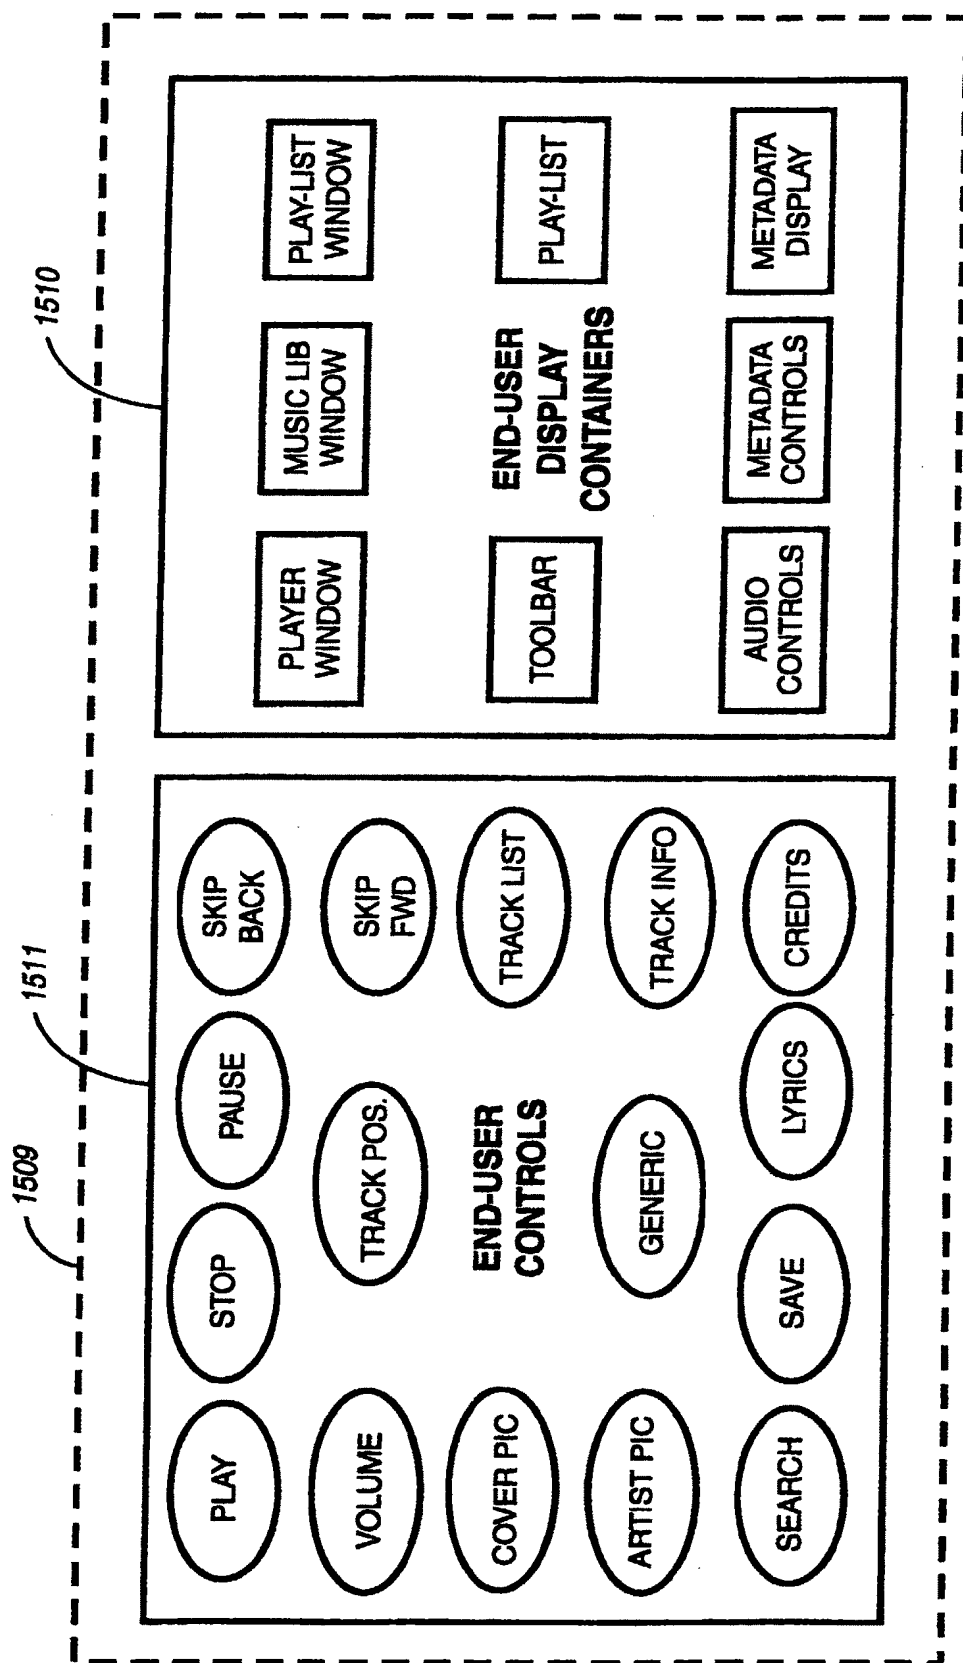 1509
1511
1510
PLAY
STOP
PAUSE
SKIP
BACK
VOLUME
TRACK POS.
SKIP
FWD
COVER PIC
END-USER
CONTROLS
TRACK LIST
ARTIST PIC
GENERIC
TRACK INFO
SEARCH
SAVE
LYRICS
CREDITS
PLAYER
WINDOW
MUSIC LIB
WINDOW
PLAY-LIST
WINDOW
TOOLBAR
END-USER
DISPLAY
CONTAINERS
PLAY-LIST
AUDIO
CONTROLS
METADATA
CONTROLS
METADATA
DISPLAY